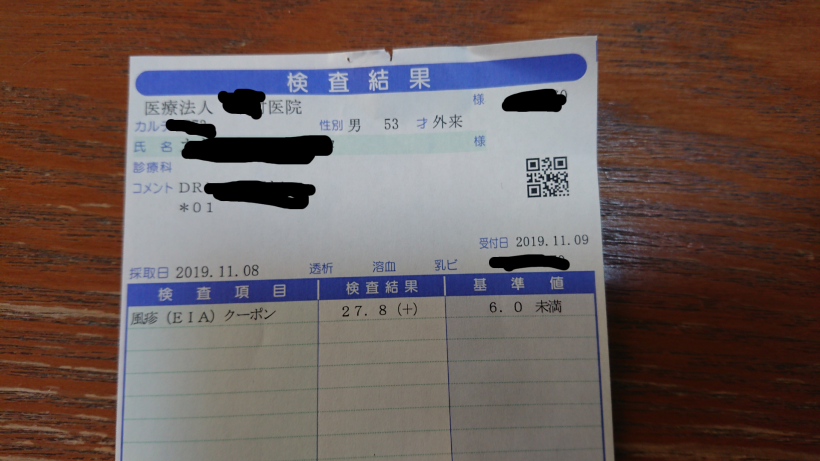 検査結果
医療法人 医院 様
カル
性別 男 53 才 外来
氏名 様
診療科
コメント DR
*01
受付日 2019.11.09
採取日 2019.11.08 透析 溶血 乳ビ
検査項目 検査結果 基準値
風疹(EIA)クーポン 27.8(+) 6.0 未満